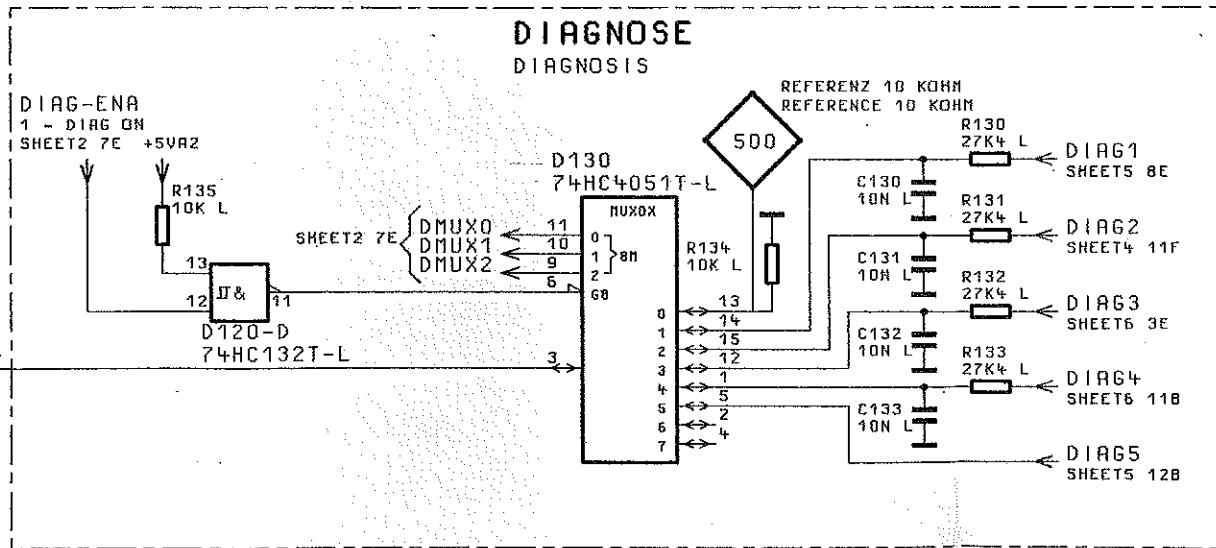 DIAGNOSE
DIAGNOSIS
DIAG-ENA
1 - DIAG ON
SHEET2 7E +5VA2
R135
10K L
13
12
&
11
D120-D
74HC132T-L
SHEET2 7E
DMUX0
DMUX1
DMUX2
11
10
9
6
3
D130
74HC4051T-L
MUXDX
0
1
2
8M
G8
0
1
2
3
4
5
6
7
13
14
15
12
1
5
2
4
R134
10K L
500
REFERENZ 10 KOHM
REFERENCE 10 KOHM
C130
10N L
C131
10N L
C132
10N L
C133
10N L
R130
27K4 L
R131
27K4 L
R132
27K4 L
R133
27K4 L
DIAG1
SHEET5 8E
DIAG2
SHEET4 11F
DIAG3
SHEET6 3E
DIAG4
SHEET6 11B
DIAG5
SHEET5 12B